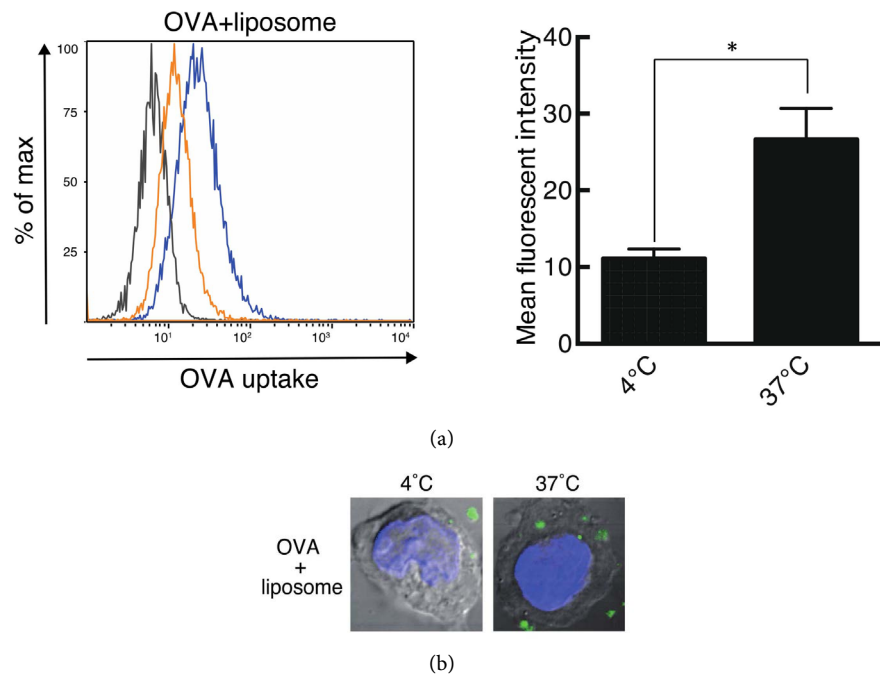 OVA+liposome
100
75
50
25
% of max
10¹ 10² 10³ 10⁴
OVA uptake
40
30
20
10
0
Mean fluorescent intensity
*
4°C
37°C
(a)
4°C 37°C
OVA
+
liposome
(b)